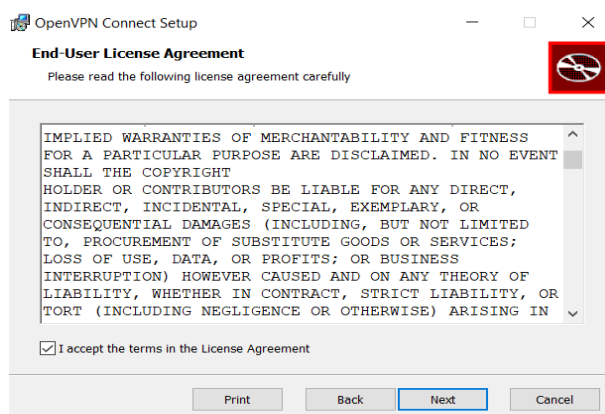 OpenVPN Connect Setup
End-User License Agreement
Please read the following license agreement carefully
IMPLIED WARRANTIES OF MERCHANTABILITY AND FITNESS
FOR A PARTICULAR PURPOSE ARE DISCLAIMED. IN NO EVENT
SHALL THE COPYRIGHT
HOLDER OR CONTRIBUTORS BE LIABLE FOR ANY DIRECT,
INDIRECT, INCIDENTAL, SPECIAL, EXEMPLARY, OR
CONSEQUENTIAL DAMAGES (INCLUDING, BUT NOT LIMITED
TO, PROCUREMENT OF SUBSTITUTE GOODS OR SERVICES;
LOSS OF USE, DATA, OR PROFITS; OR BUSINESS
INTERRUPTION) HOWEVER CAUSED AND ON ANY THEORY OF
LIABILITY, WHETHER IN CONTRACT, STRICT LIABILITY, OR
TORT (INCLUDING NEGLIGENCE OR OTHERWISE) ARISING IN
I accept the terms in the License Agreement
Print Back Next Cancel